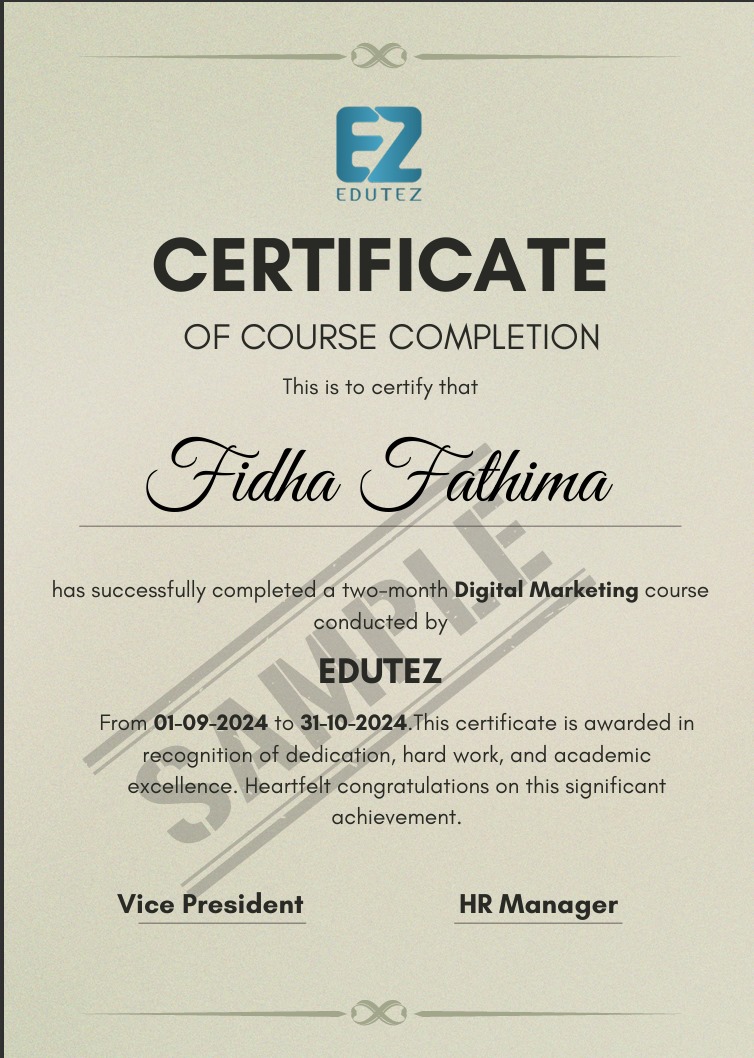 EZ
EDUTEZ
CERTIFICATE
OF COURSE COMPLETION
This is to certify that
Fidha Fathima
has successfully completed a two-month Digital Marketing course
conducted by
EDUTEZ
From 01-09-2024 to 31-10-2024.This certificate is awarded in
recognition of dedication, hard work, and academic
excellence. Heartfelt congratulations on this significant
achievement.
SAMPLE
Vice President
HR Manager